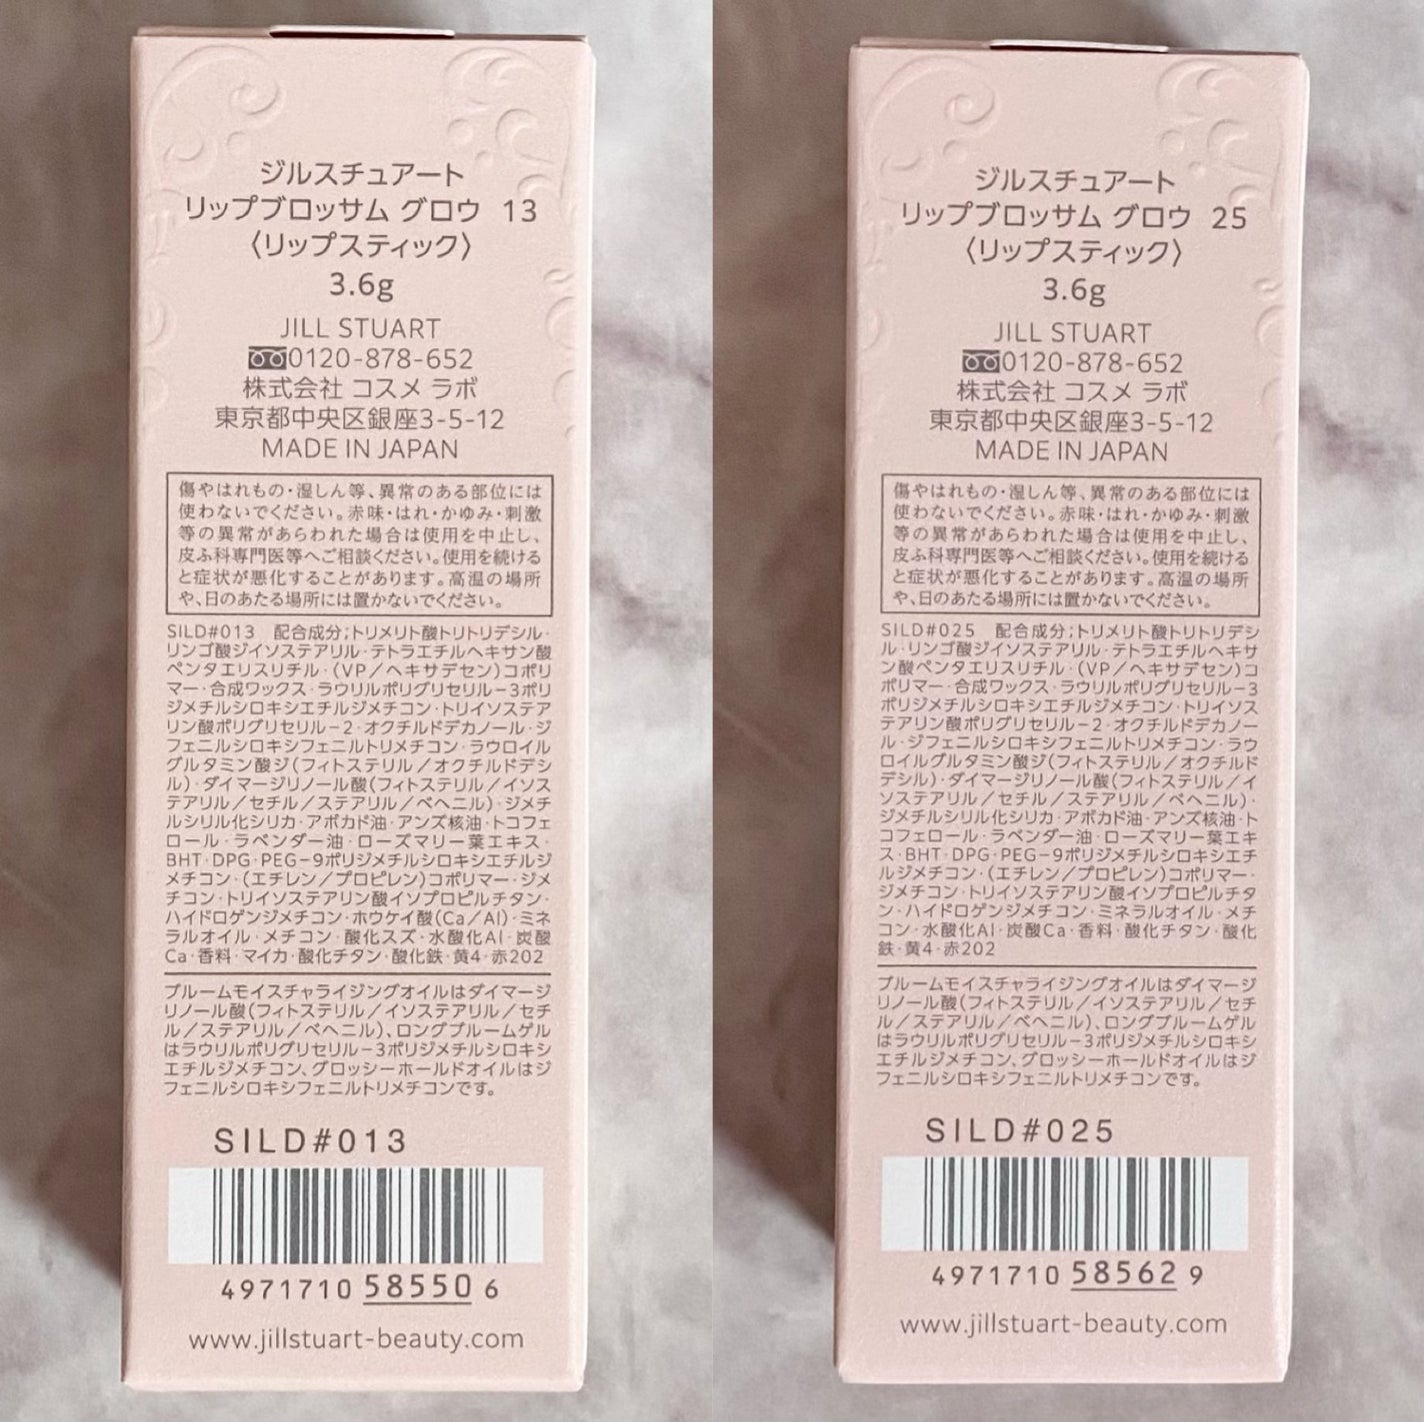 ジルスチュアート
リップブロッサム グロウ 13
〈リップスティック〉
3.6g
JILL STUART
0120-878-652
株式会社 コスメ ラボ
東京都中央区銀座3-5-12
MADE IN JAPAN
傷やはれもの・湿しん等、異常のある部位には
使わないでください。赤味・はれ・かゆみ・刺激
等の異常があらわれた場合は使用を中止し、
皮ふ科専門医等へご相談ください。使用を続ける
と症状が悪化することがあります。高温の場所
や、日のあたる場所には置かないでください。
SILD#013 配合成分;トリメリト酸トリトリデシル・
リンゴ酸ジイソステアリル・テトラエチルヘキサン酸
ペンタエリスリチル・(VP／ヘキサデセン)コポリ
マー・合成ワックス・ラウリルポリグリセリル－3ポリ
ジメチルシロキシエチルジメチコン・トリイソステア
リン酸ポリグリセリル－2・オクチルドデカノール・ジ
フェニルシロキシフェニルトリメチコン・ラウロイル
グルタミン酸ジ(フィトステリル／オクチルドデシ
ル)・ダイマージリノール酸(フィトステリル／イソス
テアリル／セチル／ステアリル／ベヘニル)・ジメチ
ルシリル化シリカ・アボカド油・アンズ核油・トコフェ
ロール・ラベンダー油・ローズマリー葉エキス・
BHT・DPG・PEG－9ポリジメチルシロキシエチルジ
メチコン・(エチレン／プロピレン)コポリマー・ジメ
チコン・トリイソステアリン酸イソプロピルチタン・
ハイドロゲンジメチコン・ホウケイ酸(Ca／Al)・ミネ
ラルオイル・メチコン・酸化スズ・水酸化Al・炭酸
Ca・香料・マイカ・酸化チタン・酸化鉄・黄4・赤202
ブルームモイスチャライジングオイルはダイマージ
リノール酸(フィトステリル／イソステアリル／セチ
ル／ステアリル／ベヘニル)、ロングブルームゲル
はラウリルポリグリセリル－3ポリジメチルシロキシ
エチルジメチコン、グロッシーホールドオイルはジ
フェニルシロキシフェニルトリメチコンです。
SILD#013
4971710 58550 6
www.jillstuart-beauty.com
ジルスチュアート
リップブロッサム グロウ 25
〈リップスティック〉
3.6g
JILL STUART
0120-878-652
株式会社 コスメ ラボ
東京都中央区銀座3-5-12
MADE IN JAPAN
傷やはれもの・湿しん等、異常のある部位には
使わないでください。赤味・はれ・かゆみ・刺激
等の異常があらわれた場合は使用を中止し、
皮ふ科専門医等へご相談ください。使用を続ける
と症状が悪化することがあります。高温の場所
や、日のあたる場所には置かないでください。
SILD#025 配合成分;トリメリト酸トリトリデシ
ル・リンゴ酸ジイソステアリル・テトラエチルヘキサ
ン酸ペンタエリスリチル・(VP／ヘキサデセン)コ
ポリマー・合成ワックス・ラウリルポリグリセリル－3
ポリジメチルシロキシエチルジメチコン・トリイソス
テアリン酸ポリグリセリル－2・オクチルドデカノー
ル・ジフェニルシロキシフェニルトリメチコン・ラウ
ロイルグルタミン酸ジ(フィトステリル／オクチルド
デシル)・ダイマージリノール酸(フィトステリル／イ
ソステアリル／セチル／ステアリル／ベヘニル)・
ジメチルシリル化シリカ・アボカド油・アンズ核油・ト
コフェロール・ラベンダー油・ローズマリー葉エキ
ス・BHT・DPG・PEG－9ポリジメチルシロキシエチ
ルジメチコン・(エチレン／プロピレン)コポリマー・
ジメチコン・トリイソステアリン酸イソプロピルチタ
ン・ハイドロゲンジメチコン・ミネラルオイル・メチ
コン・水酸化Al・炭酸Ca・香料・酸化チタン・酸化
鉄・黄4・赤202
ブルームモイスチャライジングオイルはダイマージ
リノール酸(フィトステリル／イソステアリル／セチ
ル／ステアリル／ベヘニル)、ロングブルームゲル
はラウリルポリグリセリル－3ポリジメチルシロキシ
エチルジメチコン、グロッシーホールドオイルはジ
フェニルシロキシフェニルトリメチコンです。
SILD#025
4971710 58562 9
www.jillstuart-beauty.com